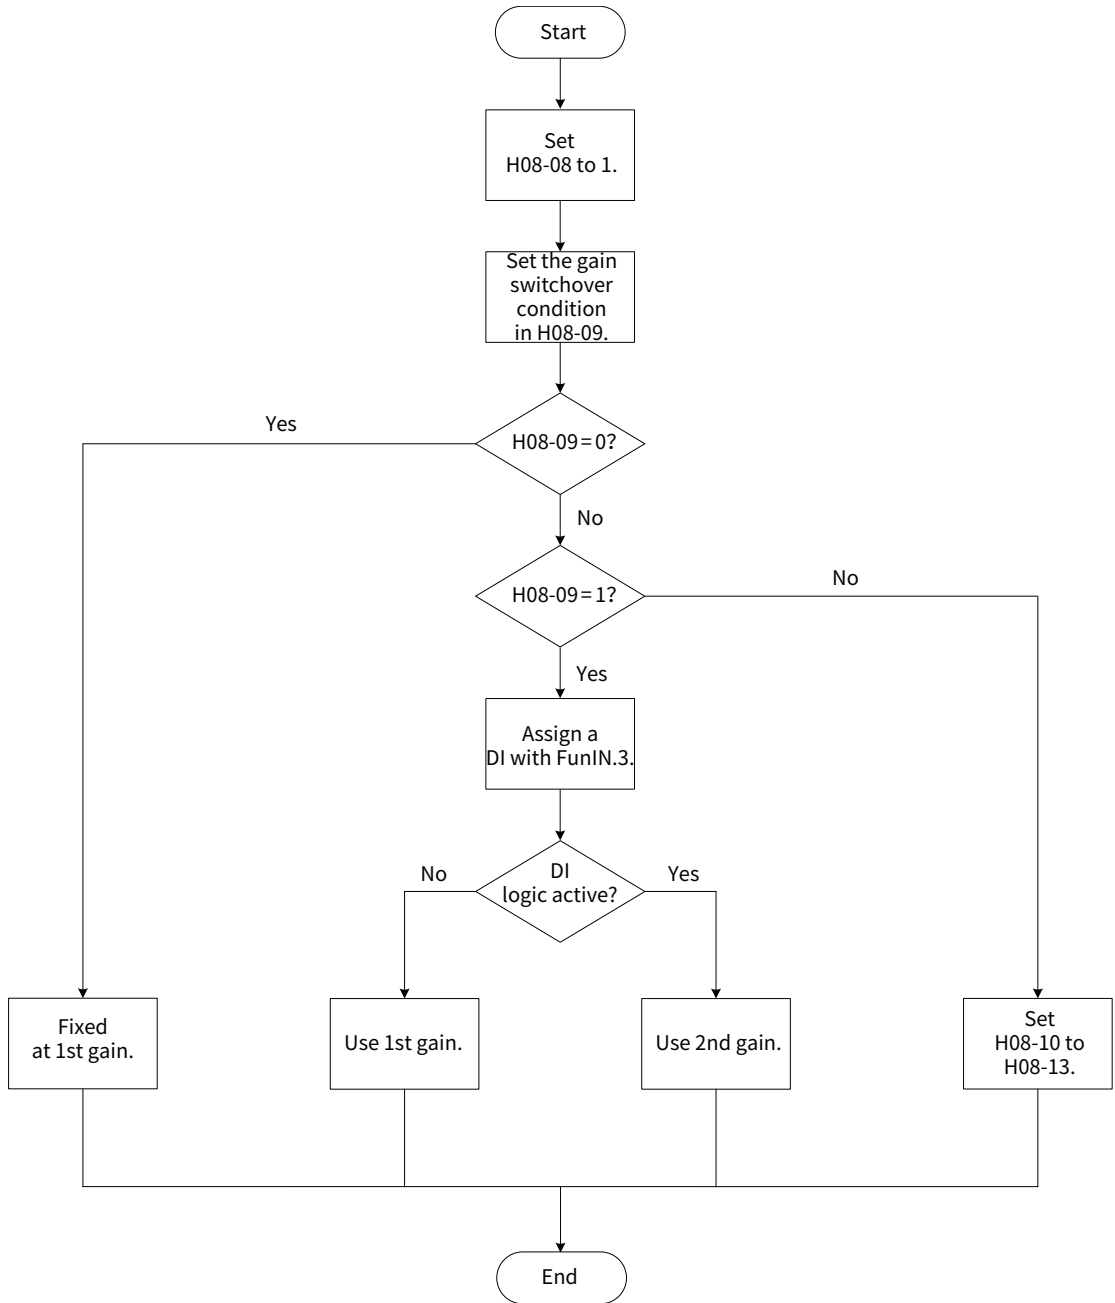 Start
Set
H08-08 to 1.
Set the gain
switchover
condition
in H08-09.
Yes
H08-09=0?
No
H08-09=1?
No
Yes
Assign a
DI with FunIN.3.
No
DI
logic active?
Yes
Fixed
at 1st gain.
Use 1st gain.
Use 2nd gain.
Set
H08-10 to
H08-13.
End